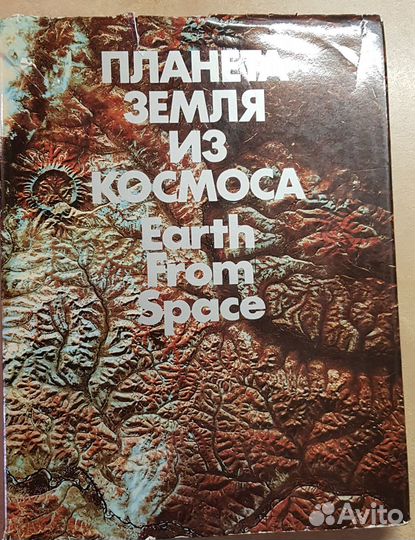 ПЛАНЕТА
ЗЕМЛЯ
ИЗ
КОСМОСА
Earth
From
Space
Avito